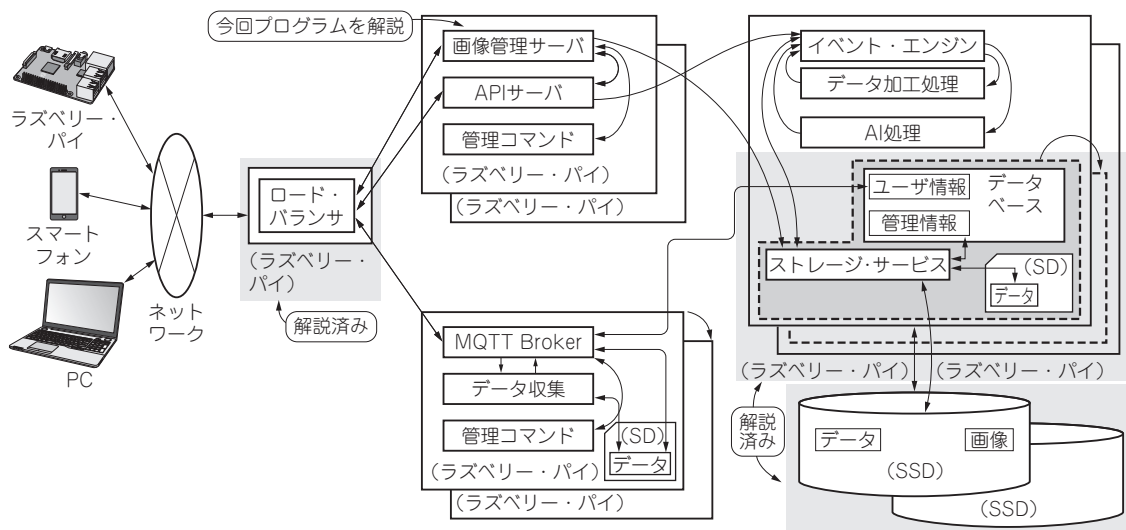 今回プログラムを解説
ラズベリー・
パイ
スマート
フォン
PC
ネット
ワーク
ロード・
バランサ
(ラズベリー・
パイ)
解説済み
画像管理サーバ
APIサーバ
管理コマンド
(ラズベリー・パイ)
(ラズベリー・パイ)
MQTT Broker
データ収集
管理コマンド
(SD)
データ
(ラズベリー・パイ)
(ラズベリー・パイ)
イベント・エンジン
データ加工処理
AI処理
ユーザ情報
データ
ベース
管理情報
ストレージ・サービス
(SD)
データ
(ラズベリー・パイ)
(ラズベリー・パイ)
解説
済み
データ
画像
(SSD)
(SSD)